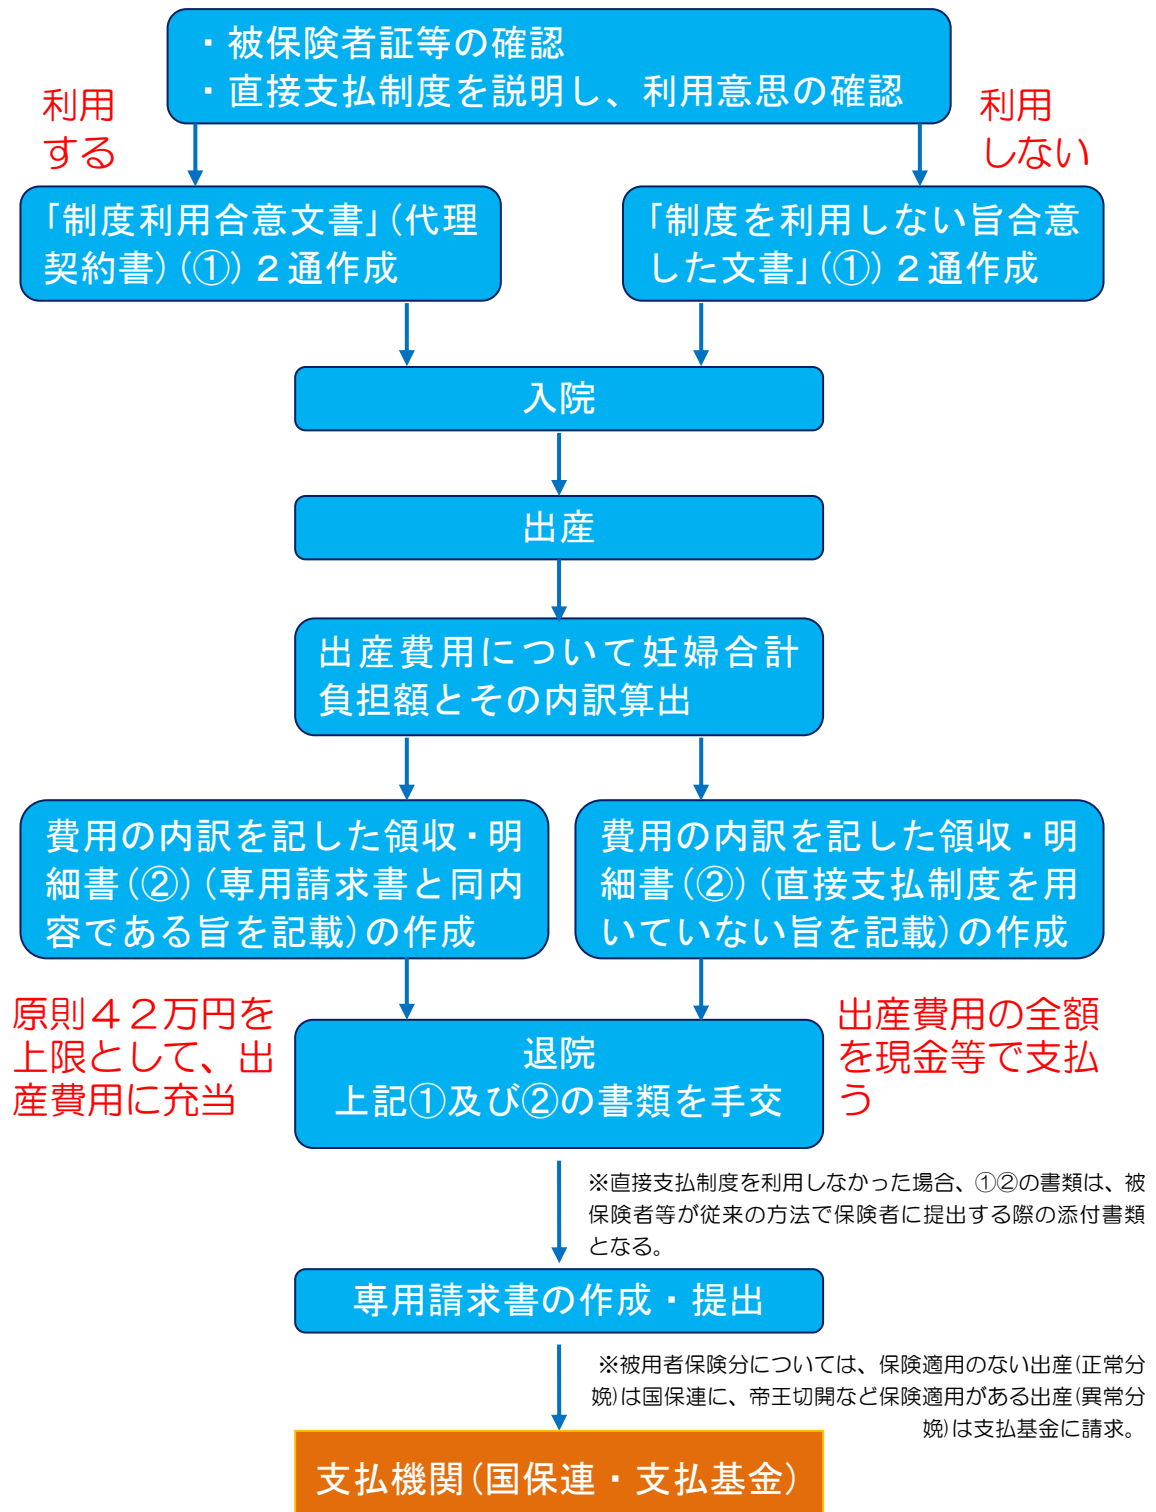 ・被保険者証等の確認
・直接支払制度を説明し、利用意思の確認
利用
する
利用
しない
「制度利用合意文書」(代理
契約書)(①)2通作成
「制度を利用しない旨合意
した文書」(①)2通作成
入院
出産
出産費用について妊婦合計
負担額とその内訳算出
費用の内訳を記した領収・明
細書(②)(専用請求書と同内
容である旨を記載)の作成
費用の内訳を記した領収・明
細書(②)(直接支払制度を用
いていない旨を記載)の作成
原則42万円を
上限として、出
産費用に充当
退院
上記①及び②の書類を手交
出産費用の全額
を現金等で支払
う
※直接支払制度を利用しなかった場合、①②の書類は、被
保険者等が従来の方法で保険者に提出する際の添付書類
となる。
専用請求書の作成・提出
※被用者保険分については、保険適用のない出産(正常分
娩)は国保連に、帝王切開など保険適用がある出産(異常分
娩)は支払基金に請求。
支払機関(国保連・支払基金)